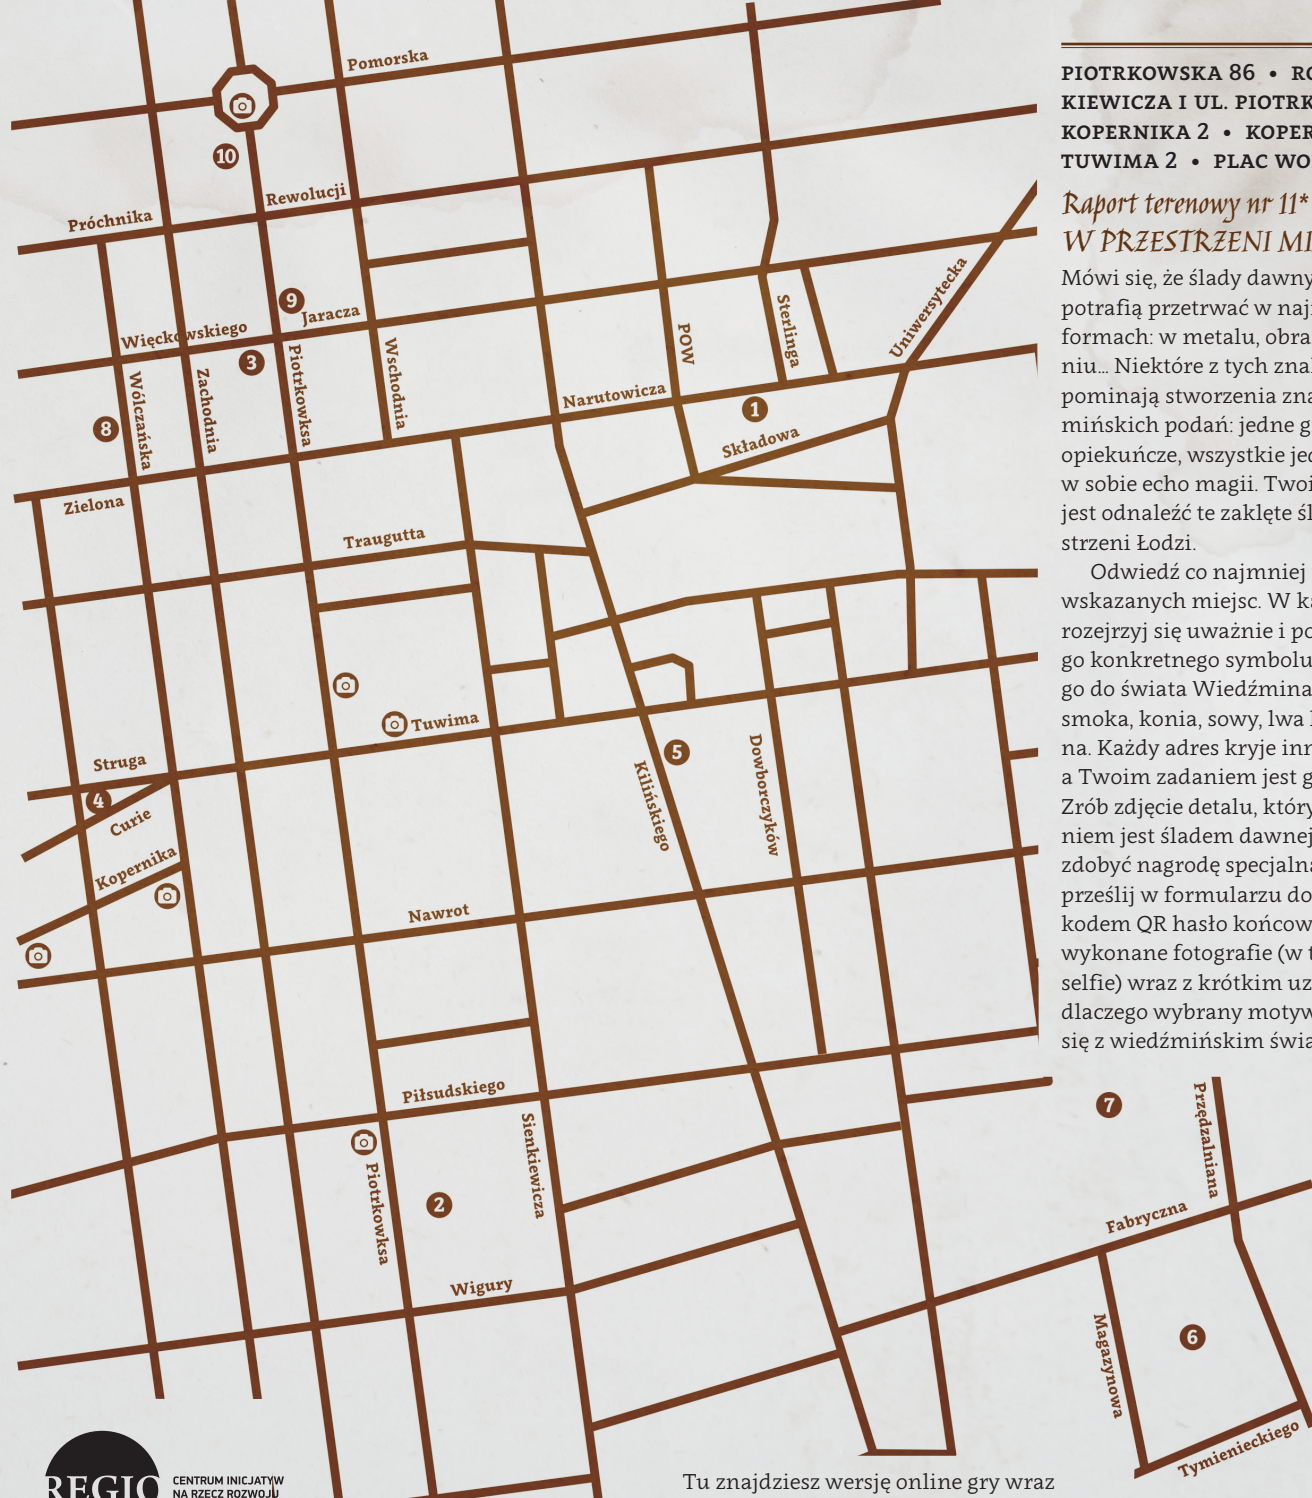 Pomorska
10
Próchnika
Rewolucji
9
Jaracza
Więckowskiego
3
Wólczańska
Zachodnia
Piotrkowksa
Wschodnia
8
Zielona
Narutowicza
POW
Sterlinga
Uniwersytecka
1
Składowa
Traugutta
Tuwima
Struga
4
Curie
Kopernika
5
Kilińskiego
Dowborczyków
Nawrot
Piłsudskiego
Sienkiewicza
Piotrkowksa
2
Wigury
7
Przędzalniana
Fabryczna
Magazynowa
6
Tymienieckiego
PIOTRKOWSKA 86 • RO
KIEWICZA I UL. PIOTRK
KOPERNIKA 2 • KOPER
TUWIMA 2 • PLAC WO
Raport terenowy nr 11*
W PRZESTRZENI MI
Mówi się, że ślady dawny
potrafią przetrwać w naj
formach: w metalu, obra
niu... Niektóre z tych zna
pominają stworzenia zna
mińskich podań: jedne g
opiekuńcze, wszystkie jed
w sobie echo magii. Twoi
jest odnaleźć te zaklęte śl
strzeni Łodzi.
Odwiedź co najmniej
wskazanych miejsc. W ka
rozejrzyj się uważnie i po
go konkretnego symbolu
go do świata Wiedźmina
smoka, konia, sowy, lwa l
na. Każdy adres kryje inn
a Twoim zadaniem jest g
Zrób zdjęcie detalu, który
niem jest śladem dawnej
zdobyć nagrodę specjalną
prześlij w formularzu do
kodem QR hasło końcow
wykonane fotografie (w t
selfie) wraz z krótkim uz
dlaczego wybrany motyw
się z wiedźmińskim świa
REGIO
CENTRUM INICJATYW
NA RZECZ ROZWOJU
Tu znajdziesz wersję online gry wraz